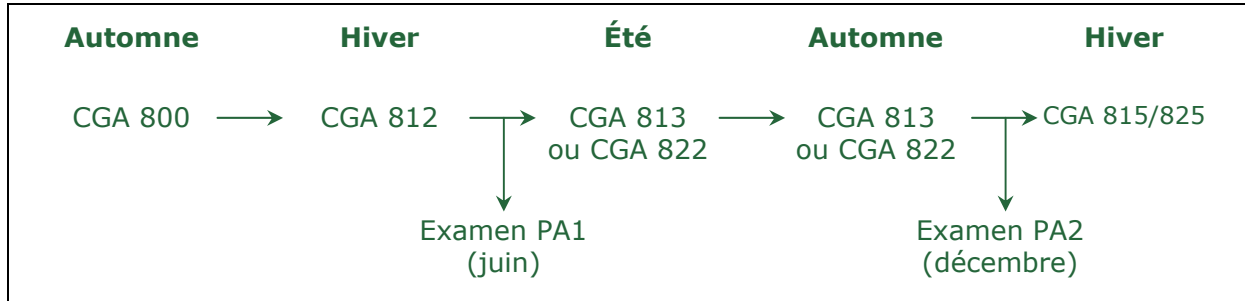 Automne Hiver Été Automne Hiver
CGA 800 CGA 812 CGA 813 CGA 813 CGA 815/825
ou CGA 822 ou CGA 822
Examen PA1 Examen PA2
(juin) (décembre)